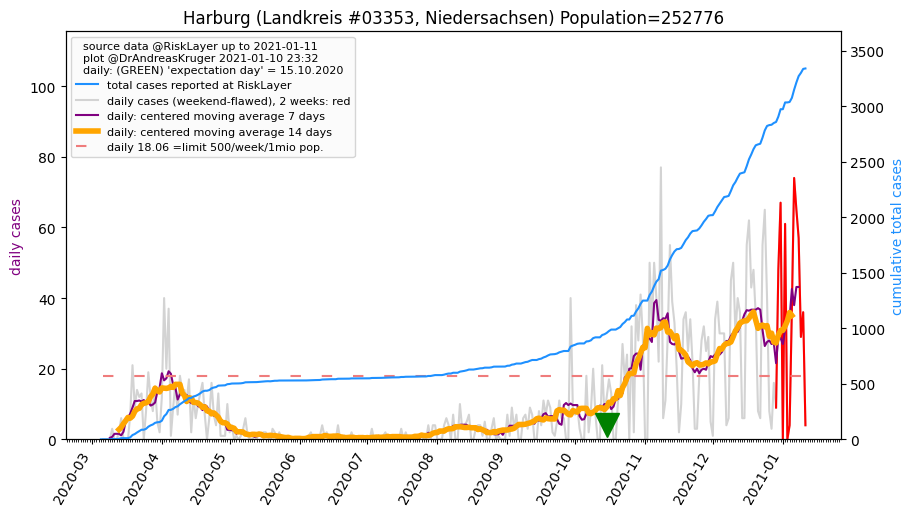 Harburg (Landkreis #03353, Niedersachsen) Population=252776
source data @RiskLayer up to 2021-01-11
plot @DrAndreasKruger 2021-01-10 23:32
daily: (GREEN) 'expectation day' = 15.10.2020
total cases reported at RiskLayer
daily cases (weekend-flawed), 2 weeks: red
daily: centered moving average 7 days
daily: centered moving average 14 days
daily 18.06 =limit 500/week/1mio pop.
daily cases
100
80
60
40
20
0
cumulative total cases
3500
3000
2500
2000
1500
1000
500
0
2020-03
2020-04
2020-05
2020-06
2020-07
2020-08
2020-09
2020-10
2020-11
2020-12
2021-01